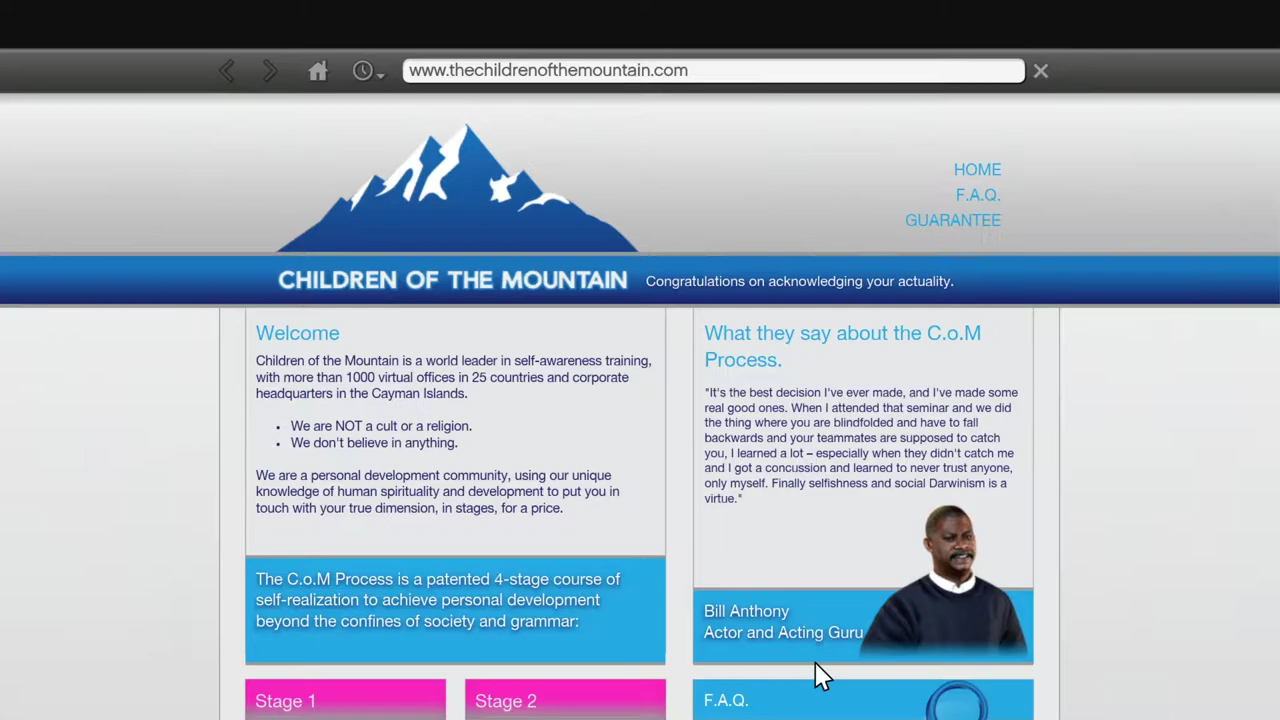 www.thechildrenofthemountain.com
HOME
F.A.Q.
GUARANTEE
CHILDREN OF THE MOUNTAIN
Congratulations on acknowledging your actuality.
Welcome
Children of the Mountain is a world leader in self-awareness training,
with more than 1000 virtual offices in 25 countries and corporate
headquarters in the Cayman Islands.
• We are NOT a cult or a religion.
• We don't believe in anything.
We are a personal development community, using our unique
knowledge of human spirituality and development to put you in
touch with your true dimension, in stages, for a price.
The C.o.M Process is a patented 4-stage course of
self-realization to achieve personal development
beyond the confines of society and grammar:
Stage 1
Stage 2
What they say about the C.o.M
Process.
"It's the best decision I've ever made, and I've made some
real good ones. When I attended that seminar and we did
the thing where you are blindfolded and have to fall
backwards and your teammates are supposed to catch
you, I learned a lot – especially when they didn't catch me
and I got a concussion and learned to never trust anyone,
only myself. Finally selfishness and social Darwinism is a
virtue."
Bill Anthony
Actor and Acting Guru
F.A.Q.